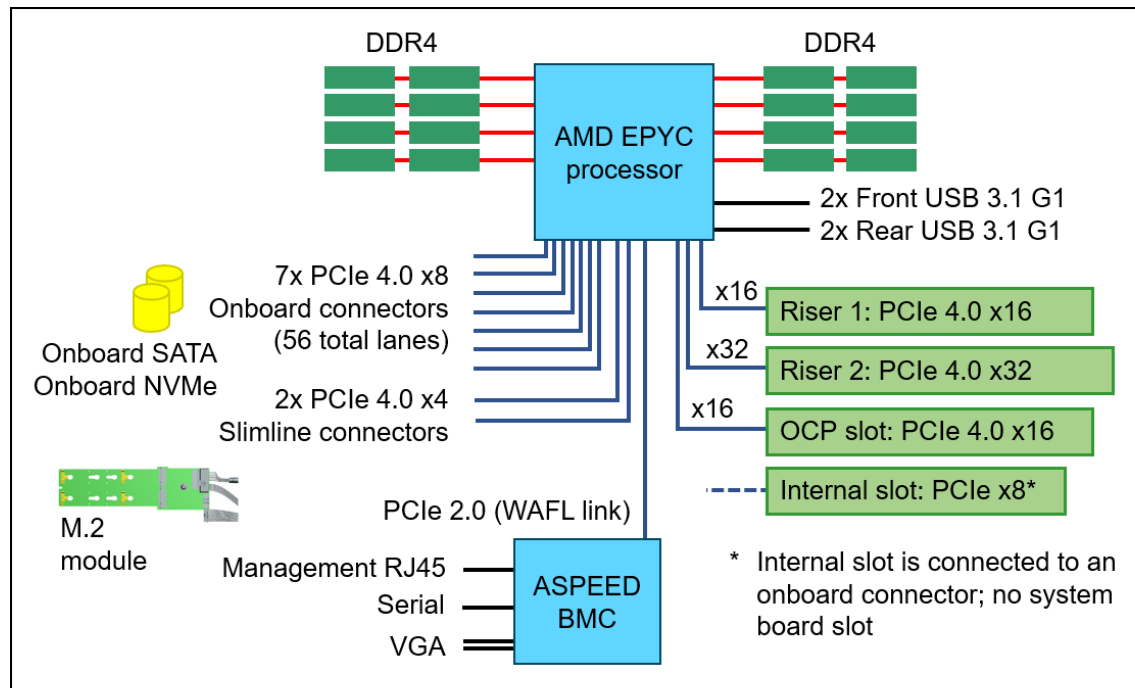 DDR4
DDR4
AMD EPYC
processor
2x Front USB 3.1 G1
2x Rear USB 3.1 G1
7x PCIe 4.0 x8
Onboard connectors
(56 total lanes)
Onboard SATA
Onboard NVMe
2x PCIe 4.0 x4
Slimline connectors
x16
Riser 1: PCIe 4.0 x16
x32
Riser 2: PCIe 4.0 x32
x16
OCP slot: PCIe 4.0 x16
Internal slot: PCIe x8*
M.2
module
PCIe 2.0 (WAFL link)
Management RJ45
Serial
VGA
ASPEED
BMC
* Internal slot is connected to an
onboard connector; no system
board slot